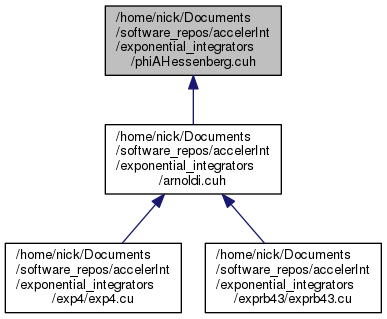 /home/nick/Documents
/software_repos/accelerInt
/exponential_integrators
/phiAHessenberg.cuh
/home/nick/Documents
/software_repos/accelerInt
/exponential_integrators
/arnoldi.cuh
/home/nick/Documents
/software_repos/accelerInt
/exponential_integrators
/exp4/exp4.cu
/home/nick/Documents
/software_repos/accelerInt
/exponential_integrators
/exprb43/exprb43.cu